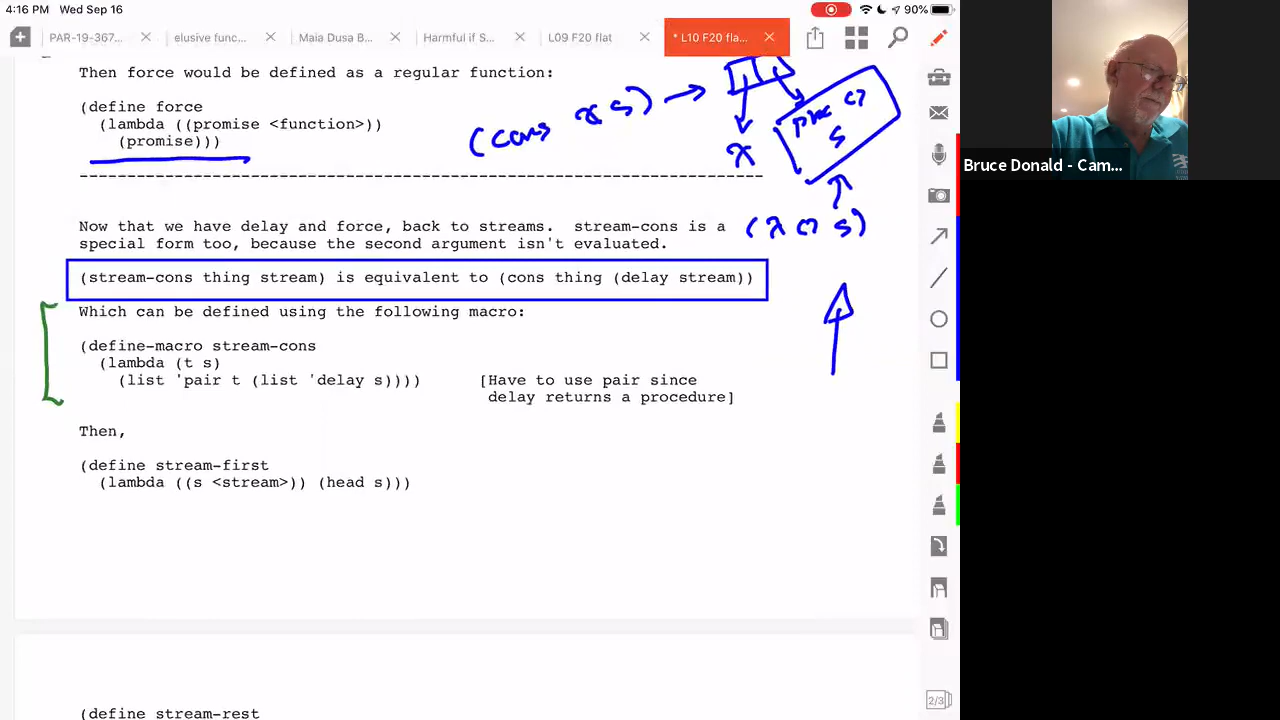 4:16 PM Wed Sep 16
90%
PAR-19-367...
elusive func...
Maia Dusa B...
Harmful if S...
L09 F20 flat
* L10 F20 fla...
Then force would be defined as a regular function:
(define force
(lambda ((promise <function>))
(promise)))
(cons x s)
x
proc ()
s
(λ () s)
Now that we have delay and force, back to streams. stream-cons is a
special form too, because the second argument isn't evaluated.
(stream-cons thing stream) is equivalent to (cons thing (delay stream))
Which can be defined using the following macro:
(define-macro stream-cons
(lambda (t s)
(list 'pair t (list 'delay s)))) [Have to use pair since
delay returns a procedure]
Then,
(define stream-first
(lambda ((s <stream>)) (head s)))
(define stream-rest
2/3
Bruce Donald - Cam...